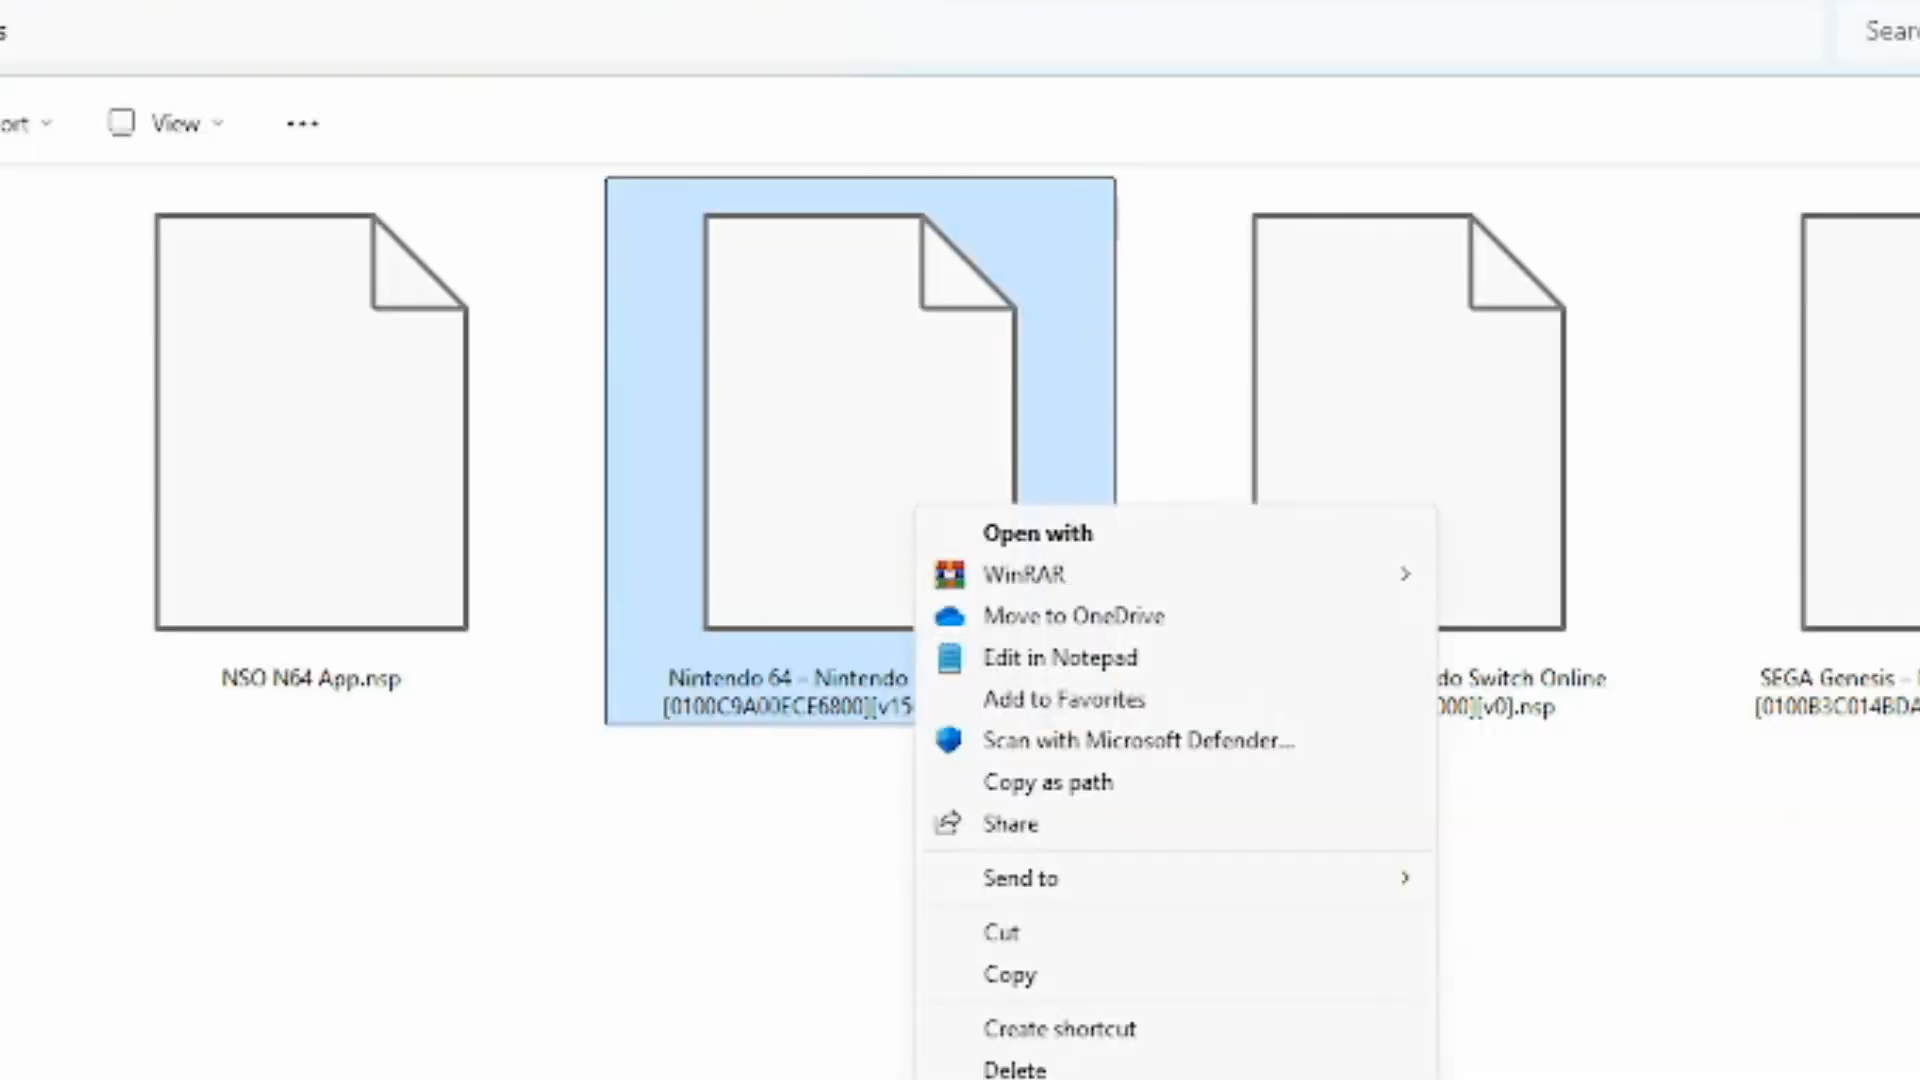 Sear
ort
View
NSO N64 App.nsp
Nintendo 64 – Nintendo
[0100C9A00ECE6800][v15
do Switch Online
000][v0].nsp
SEGA Genesis –
[0100B3C014BDA
Open with
WinRAR
Move to OneDrive
Edit in Notepad
Add to Favorites
Scan with Microsoft Defender...
Copy as path
Share
Send to
Cut
Copy
Create shortcut
Delete